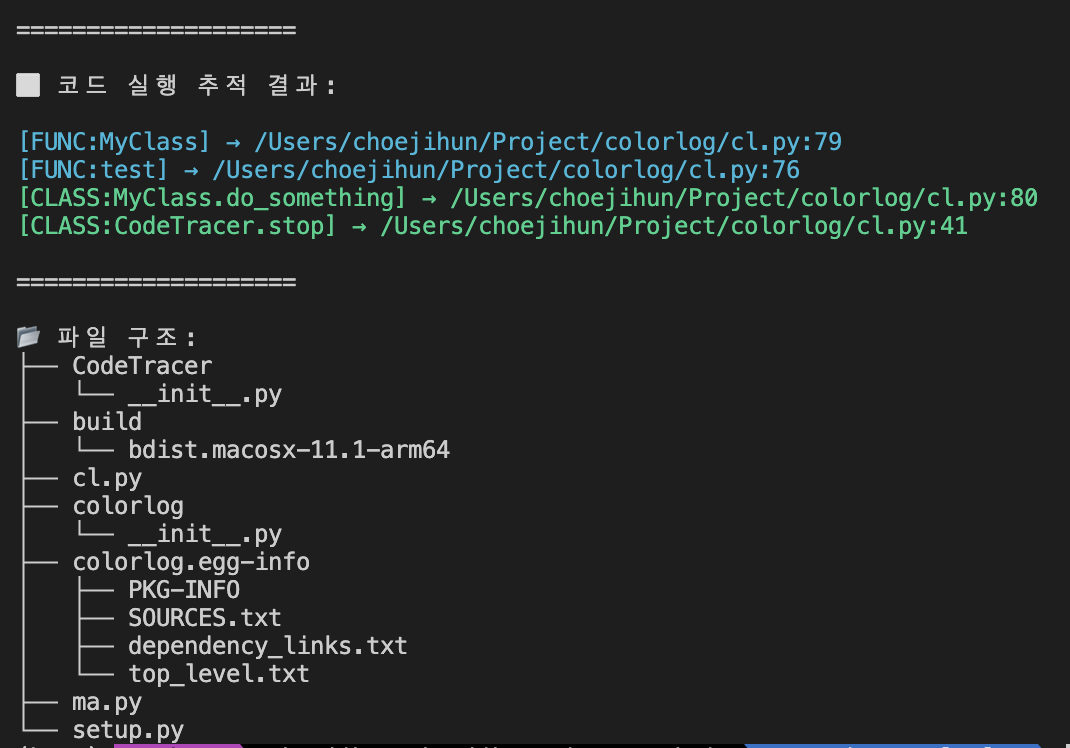 ====================
코드 실행 추적 결과:
[FUNC:MyClass] → /Users/choejihun/Project/colorlog/cl.py:79
[FUNC:test] → /Users/choejihun/Project/colorlog/cl.py:76
[CLASS:MyClass.do_something] → /Users/choejihun/Project/colorlog/cl.py:80
[CLASS:CodeTracer.stop] → /Users/choejihun/Project/colorlog/cl.py:41
====================
📂 파일 구조:
├── CodeTracer
│   └── __init__.py
├── build
│   └── bdist.macosx-11.1-arm64
├── cl.py
├── colorlog
│   └── __init__.py
├── colorlog.egg-info
│   ├── PKG-INFO
│   ├── SOURCES.txt
│   ├── dependency_links.txt
│   └── top_level.txt
├── ma.py
└── setup.py